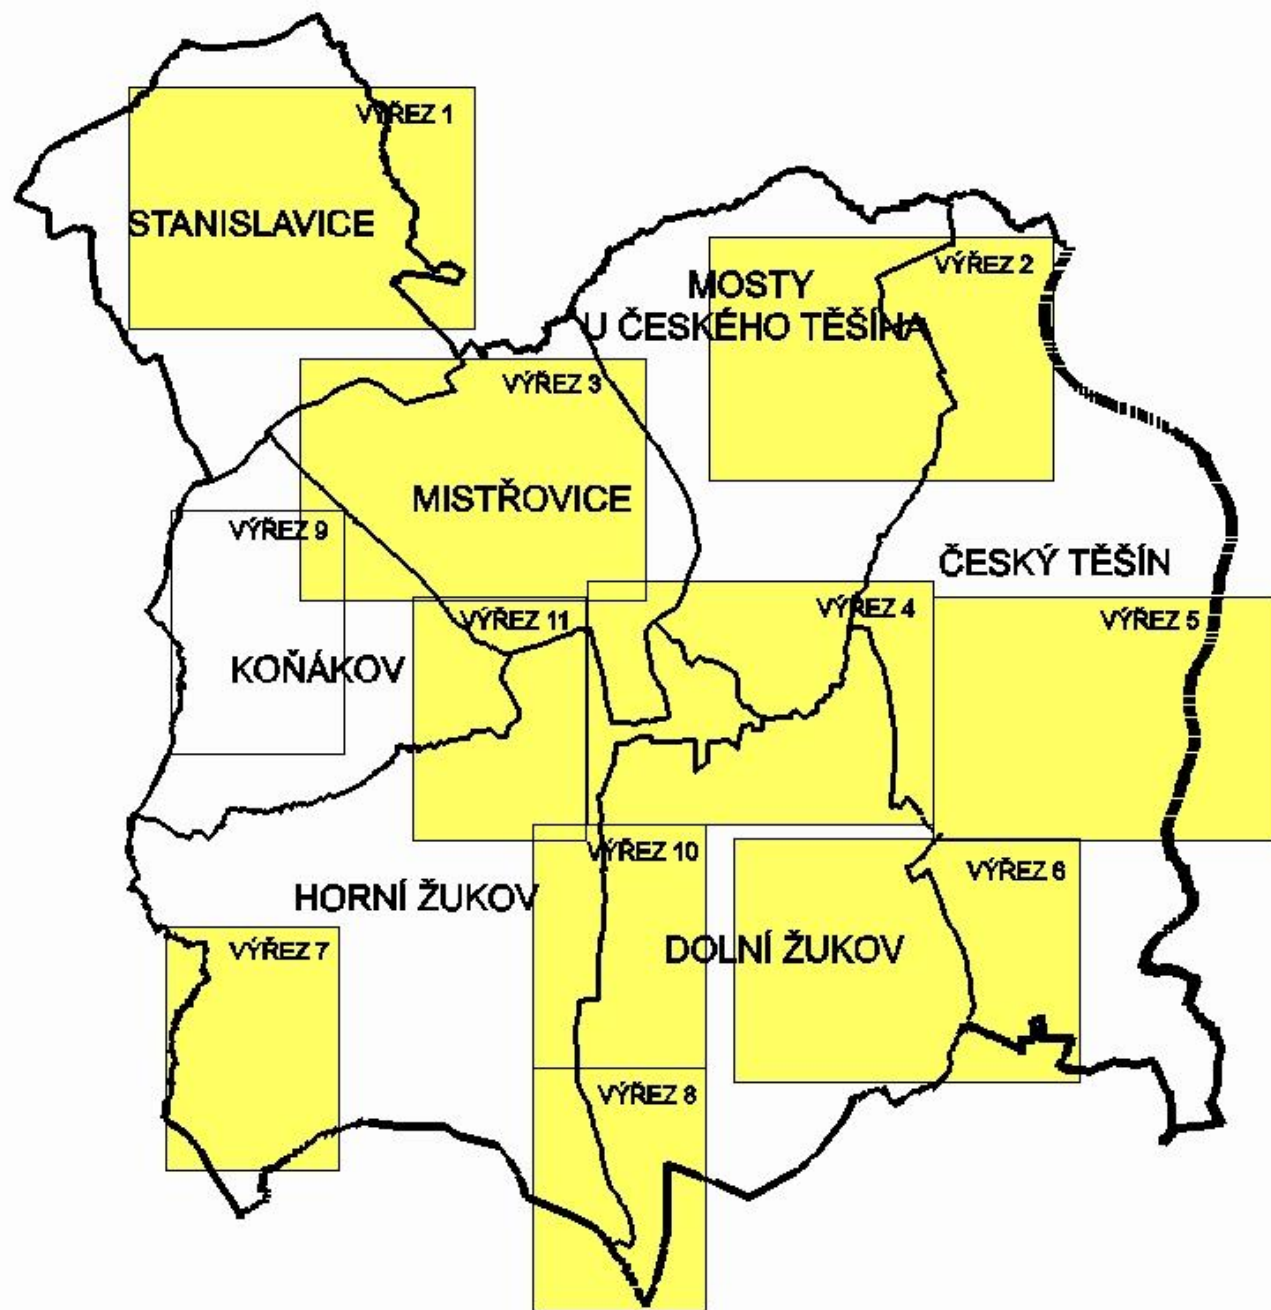 VÝŘEZ 1
STANISLAVICE
VÝŘEZ 2
MOSTY
U ČESKÉHO TĚŠÍNA
VÝŘEZ 3
MISTŘOVICE
VÝŘEZ 9
ČESKÝ TĚŠÍN
VÝŘEZ 4
VÝŘEZ 11
VÝŘEZ 5
KOŇÁKOV
VÝŘEZ 10
VÝŘEZ 6
HORNÍ ŽUKOV
DOLNÍ ŽUKOV
VÝŘEZ 7
VÝŘEZ 8